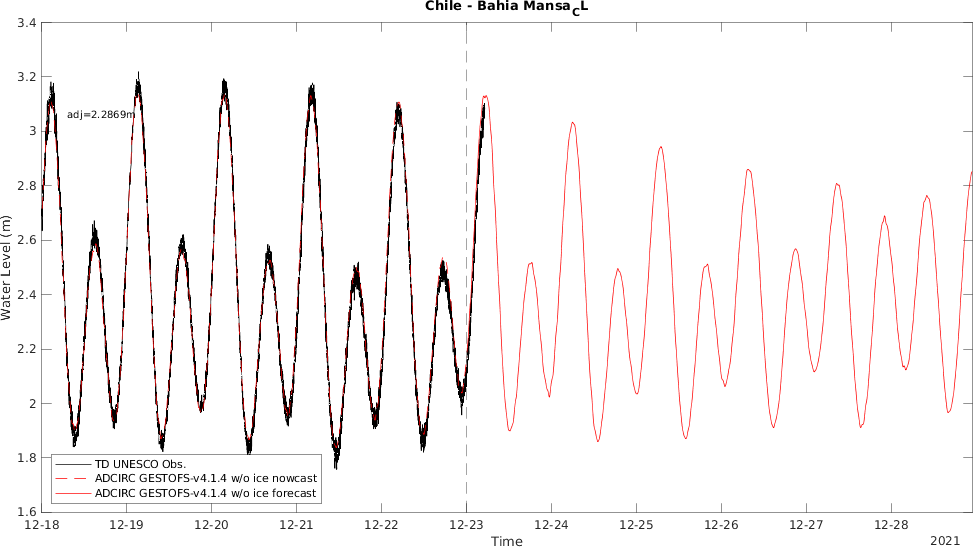 Chile - Bahia Mansa_CL
adj=2.2869m
Water Level (m)
3.4
3.2
3
2.8
2.6
2.4
2.2
2
1.8
1.6
TD UNESCO Obs.
ADCIRC GESTOFS-v4.1.4 w/o ice nowcast
ADCIRC GESTOFS-v4.1.4 w/o ice forecast
12-18 12-19 12-20 12-21 12-22 12-23 12-24 12-25 12-26 12-27 12-28
Time
2021